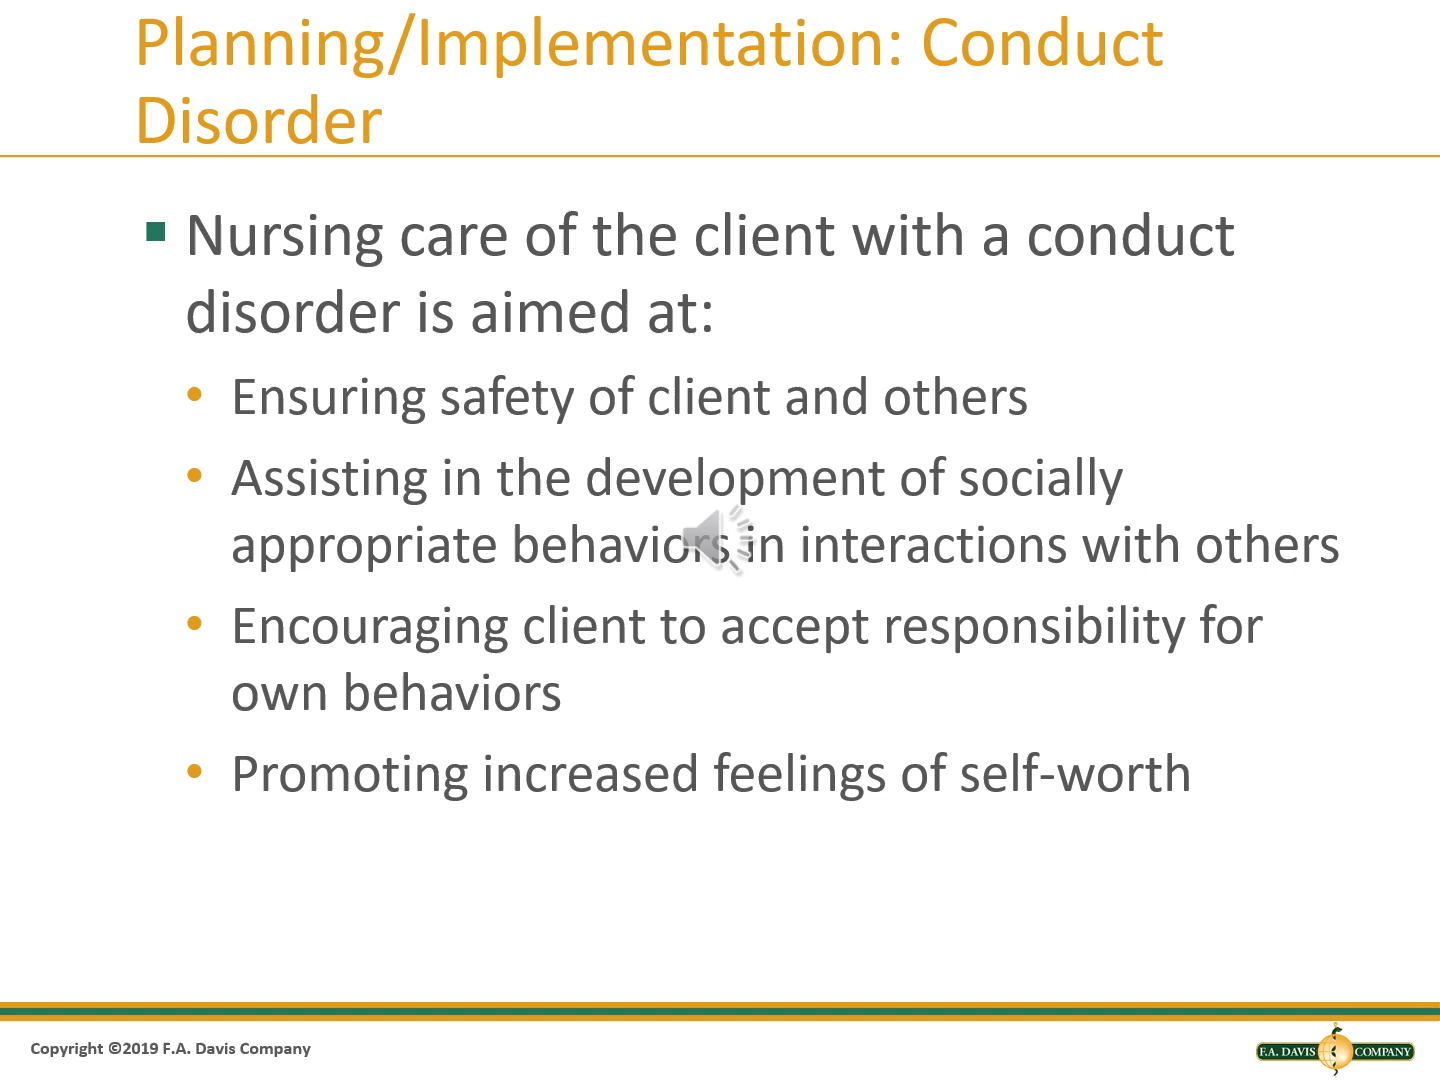 Planning/Implementation: Conduct
Disorder
Nursing care of the client with a conduct
disorder is aimed at:
• Ensuring safety of client and others
• Assisting in the development of socially
appropriate behaviors in interactions with others
• Encouraging client to accept responsibility for
own behaviors
• Promoting increased feelings of self-worth
Copyright ©2019 F.A. Davis Company
F.A. DAVIS COMPANY